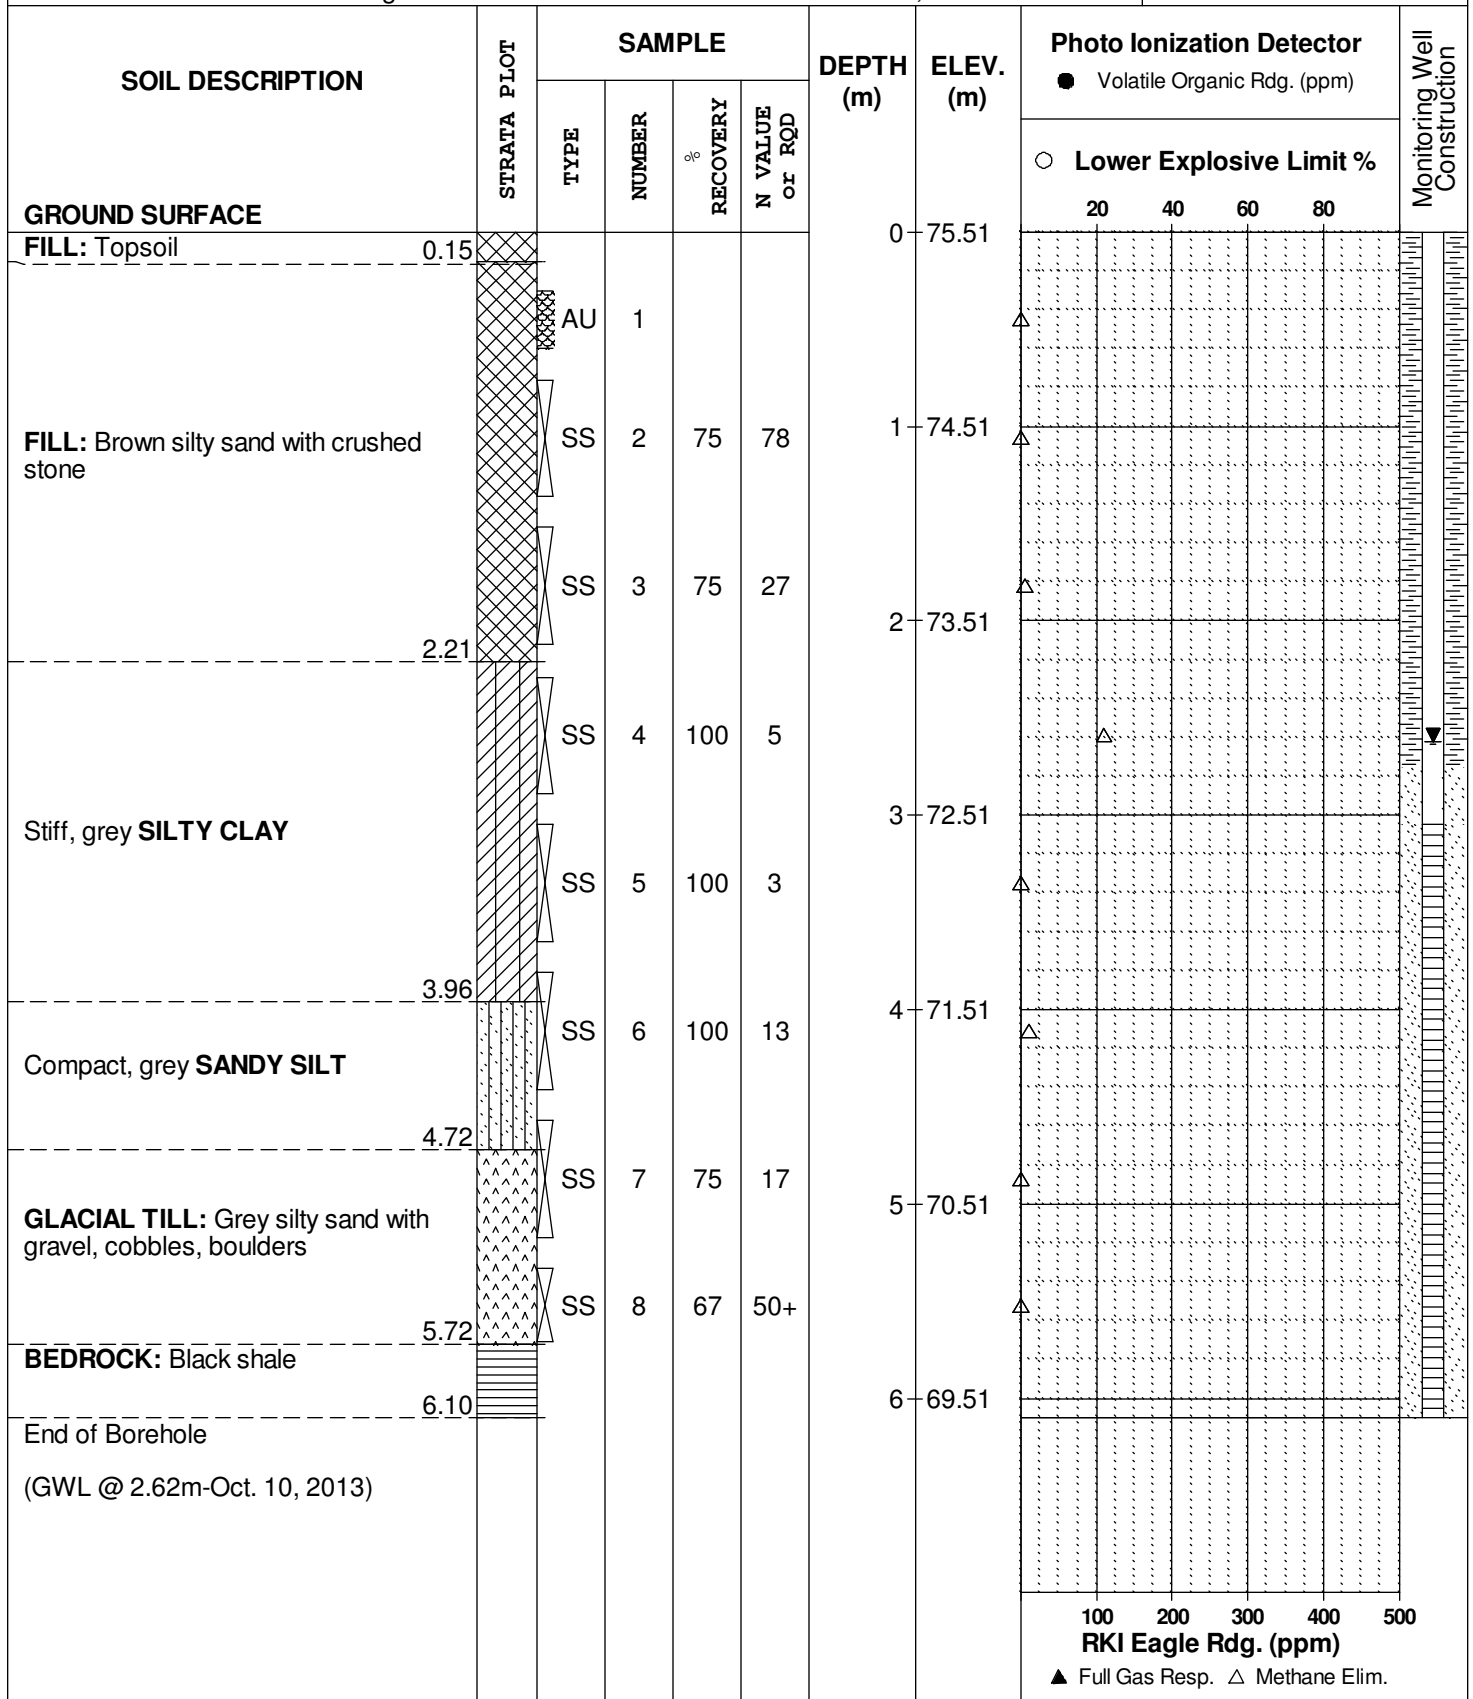 SOIL DESCRIPTION
GROUND SURFACE
STRATA PLOT
SAMPLE
TYPE
NUMBER
%
RECOVERY
N VALUE
or RQD
DEPTH
(m)
ELEV.
(m)
Photo Ionization Detector
● Volatile Organic Rdg. (ppm)
○ Lower Explosive Limit %
20 40 60 80
Monitoring Well
Construction
0 75.51
FILL: Topsoil 0.15
AU 1
FILL: Brown silty sand with crushed
stone
SS 2 75 78
1 74.51
SS 3 75 27
2 73.51
2.21
SS 4 100 5
Stiff, grey SILTY CLAY
3 72.51
SS 5 100 3
3.96
4 71.51
SS 6 100 13
Compact, grey SANDY SILT
4.72
SS 7 75 17
5 70.51
GLACIAL TILL: Grey silty sand with
gravel, cobbles, boulders
SS 8 67 50+
5.72
BEDROCK: Black shale
6 69.51
6.10
End of Borehole
(GWL @ 2.62m-Oct. 10, 2013)
100 200 300 400 500
RKI Eagle Rdg. (ppm)
▲ Full Gas Resp. △ Methane Elim.